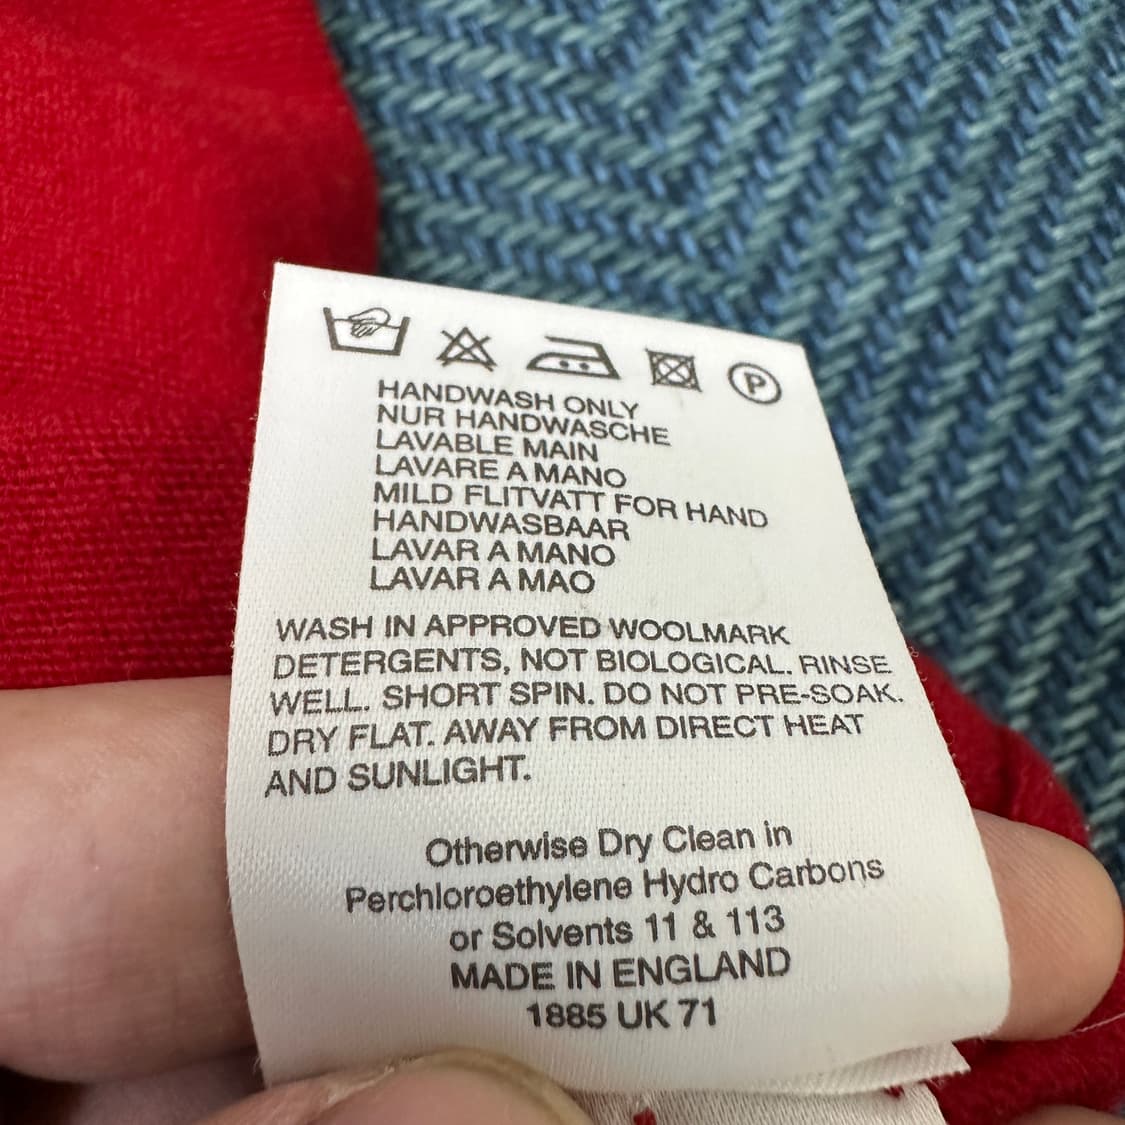 P
HANDWASH ONLY
NUR HANDWASCHE
LAVABLE MAIN
LAVARE A MANO
MILD FLITVATT FOR HAND
HANDWASBAAR
LAVAR A MANO
LAVAR A MAO
WASH IN APPROVED WOOLMARK
DETERGENTS, NOT BIOLOGICAL. RINSE
WELL. SHORT SPIN. DO NOT PRE-SOAK.
DRY FLAT. AWAY FROM DIRECT HEAT
AND SUNLIGHT.
Otherwise Dry Clean in
Perchloroethylene Hydro Carbons
or Solvents 11 & 113
MADE IN ENGLAND
1885 UK 71